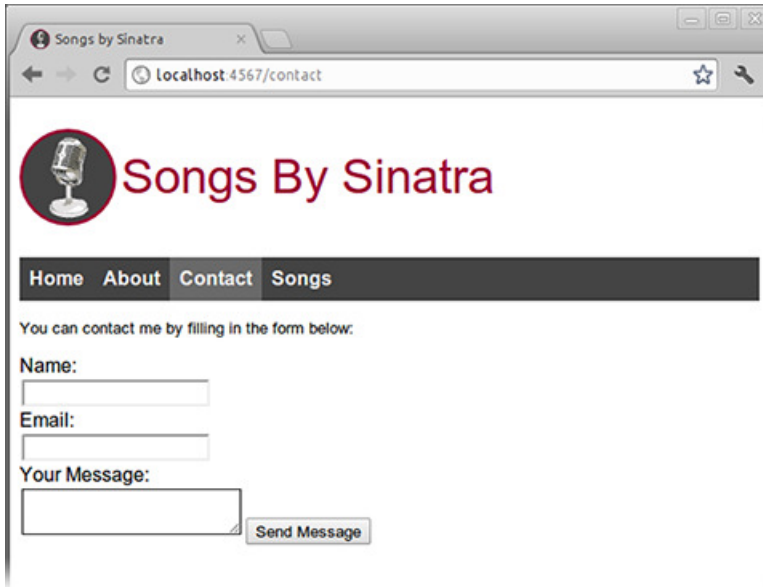 Songs by Sinatra
localhost:4567/contact
Songs By Sinatra
Home About Contact Songs
You can contact me by filling in the form below:
Name:
Email:
Your Message:
Send Message